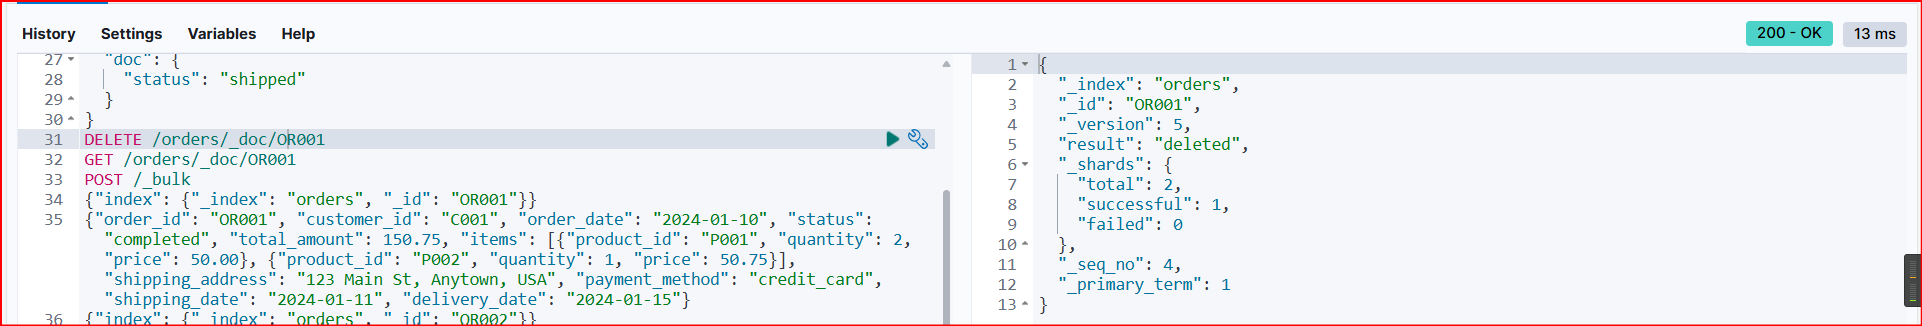 History Settings Variables Help 200 - OK 13 ms
27 "doc": {
28 "status": "shipped"
29 }
30 }
31 DELETE /orders/_doc/OR001
32 GET /orders/_doc/OR001
33 POST /_bulk
34 {"index": {"_index": "orders", "_id": "OR001"}}
35 {"order_id": "OR001", "customer_id": "C001", "order_date": "2024-01-10", "status":
"completed", "total_amount": 150.75, "items": [{"product_id": "P001", "quantity": 2,
"price": 50.00}, {"product_id": "P002", "quantity": 1, "price": 50.75}],
"shipping_address": "123 Main St, Anytown, USA", "payment_method": "credit_card",
"shipping_date": "2024-01-11", "delivery_date": "2024-01-15"}
36 {"index": {"_index": "orders", "_id": "OR002"}}
1 {
2 "_index": "orders",
3 "_id": "OR001",
4 "_version": 5,
5 "result": "deleted",
6 "_shards": {
7 "total": 2,
8 "successful": 1,
9 "failed": 0
10 },
11 "_seq_no": 4,
12 "_primary_term": 1
13 }